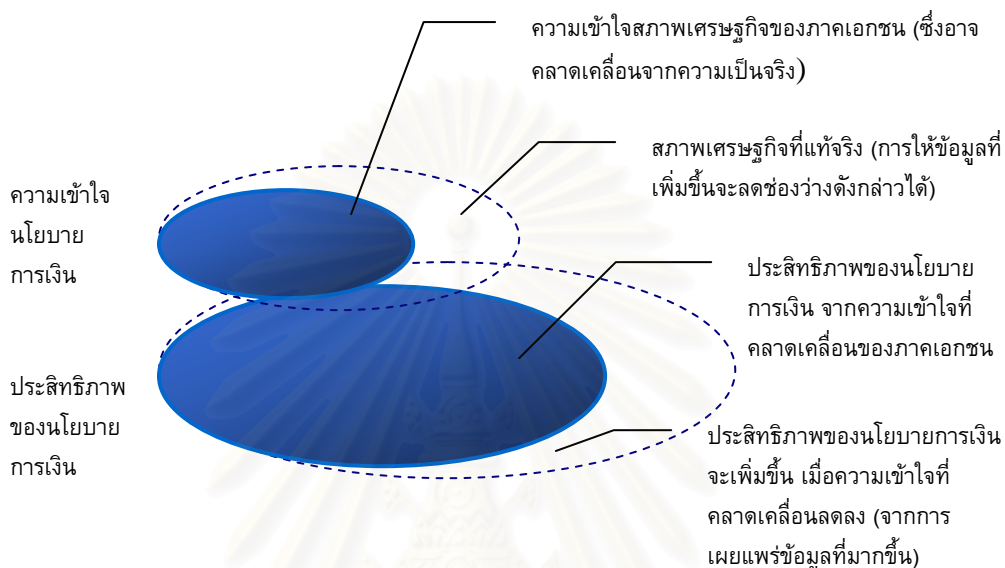 ความเข้าใจสภาพเศรษฐกิจของภาคเอกชน (ซึ่งอาจ
คลาดเคลื่อนจากความเป็นจริง)
สภาพเศรษฐกิจที่แท้จริง (การให้ข้อมูลที่
เพิ่มขึ้นจะลดช่องว่างดังกล่าวได้)
ความเข้าใจ
นโยบาย
การเงิน
ประสิทธิภาพของนโยบาย
การเงิน จากความเข้าใจที่
คลาดเคลื่อนของภาคเอกชน
ประสิทธิภาพ
ของนโยบาย
การเงิน
ประสิทธิภาพของนโยบายการเงิน
จะเพิ่มขึ้น เมื่อความเข้าใจที่
คลาดเคลื่อนลดลง (จากการ
เผยแพร่ข้อมูลที่มากขึ้น)